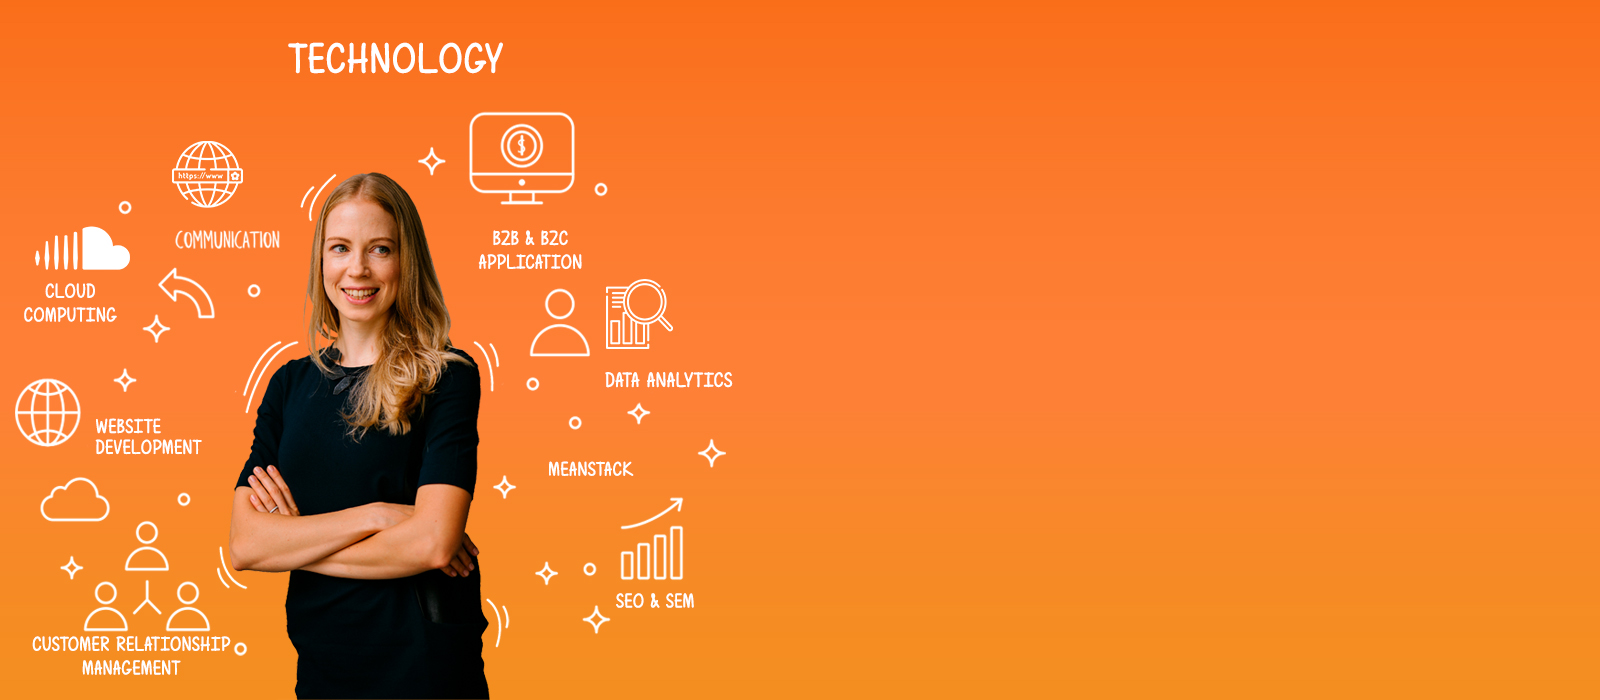 TECHNOLOGY
https://www
COMMUNICATION
B2B & B2C
APPLICATION
CLOUD
COMPUTING
DATA ANALYTICS
WEBSITE
DEVELOPMENT
MEANSTACK
SEO & SEM
CUSTOMER RELATIONSHIP
MANAGEMENT